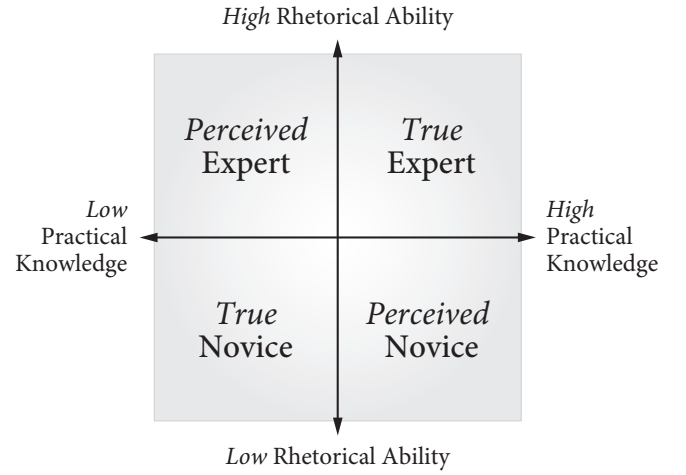 High Rhetorical Ability
Perceived
Expert
True
Expert
Low
Practical
Knowledge
High
Practical
Knowledge
True
Novice
Perceived
Novice
Low Rhetorical Ability